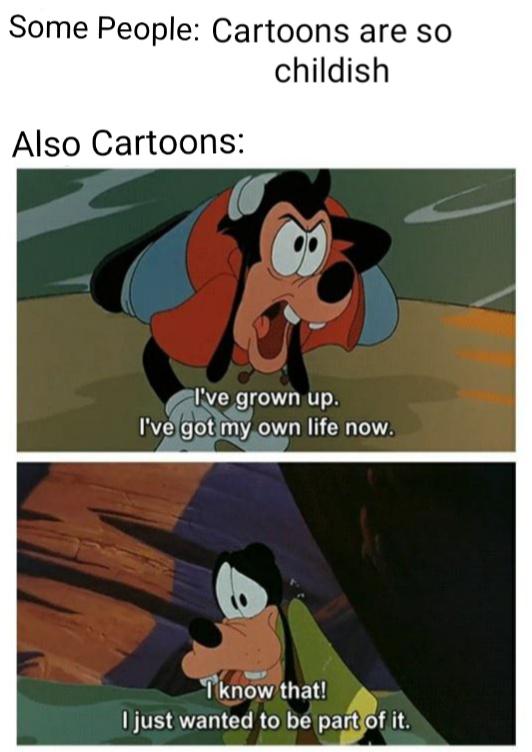 Some People: Cartoons are so
childish
Also Cartoons:
I've grown up.
I've got my own life now.
I know that!
I just wanted to be part of it.